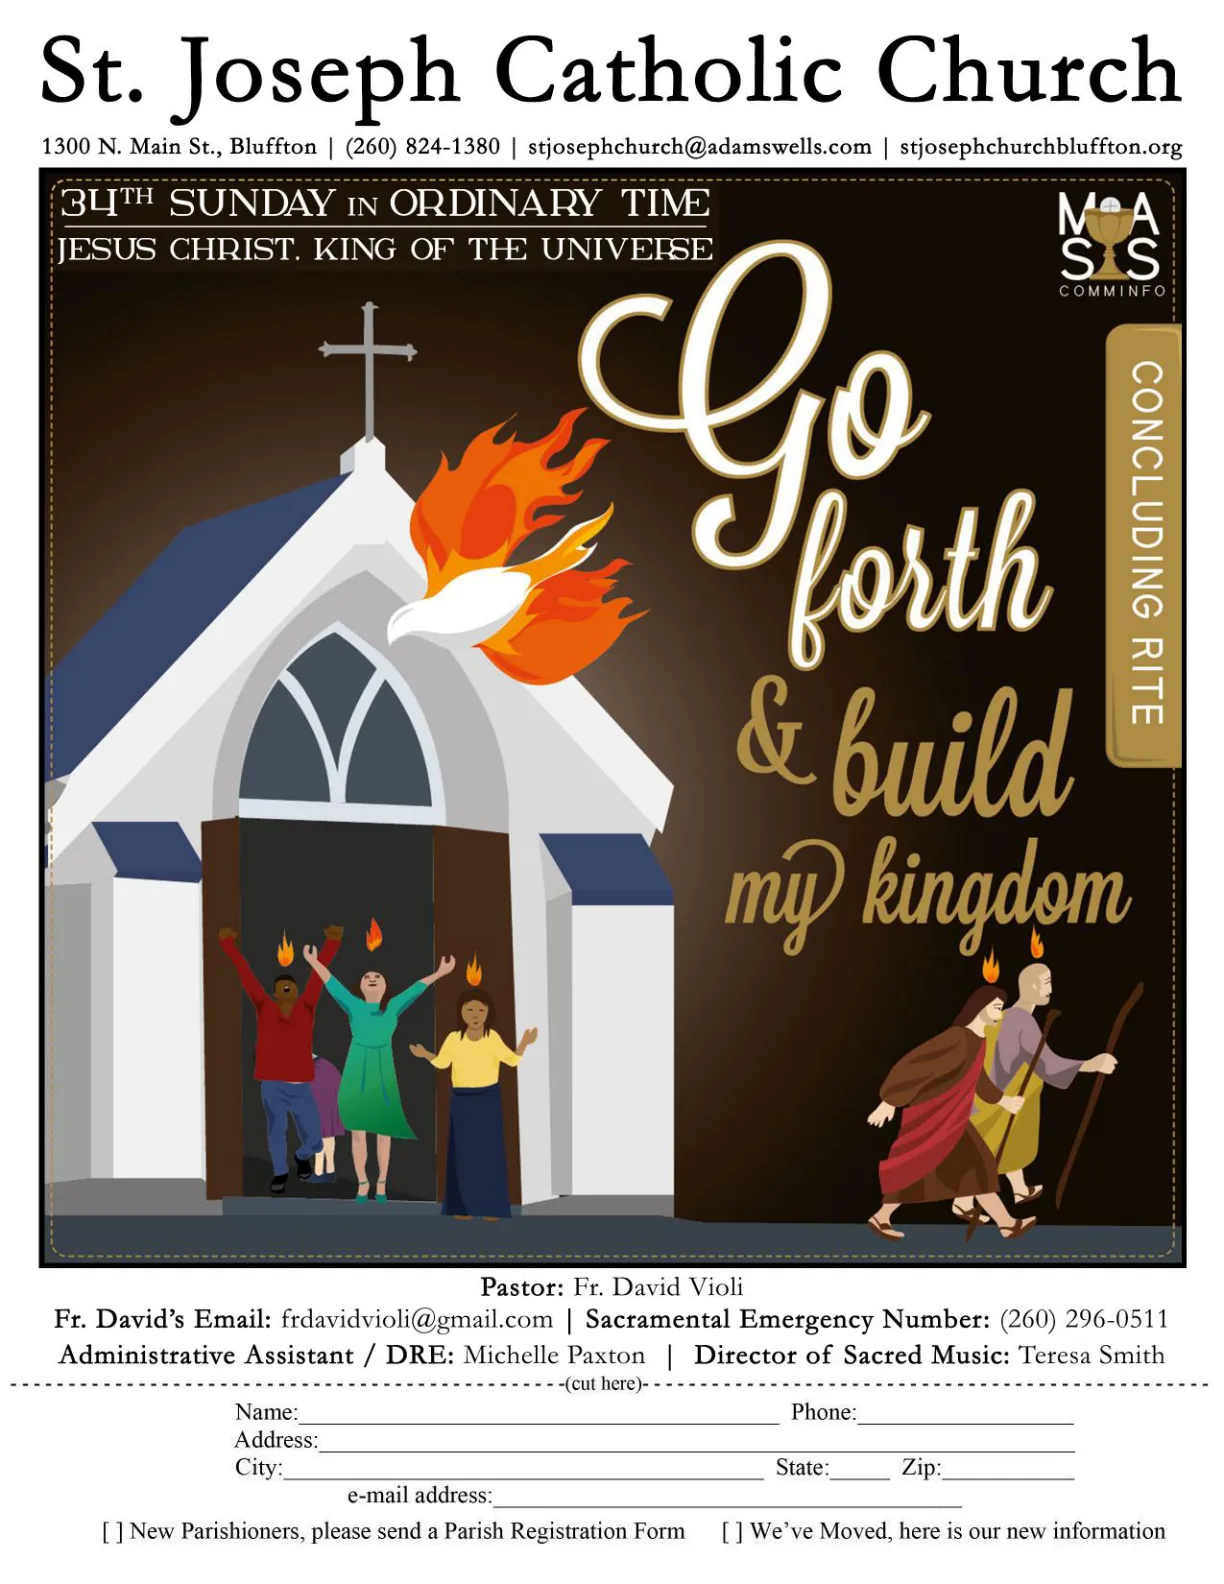 St. Joseph Catholic Church
1300 N. Main St., Bluffton | (260) 824-1380 | stjosephchurch@adamswells.com | stjosephchurchbluffton.org
34TH SUNDAY IN ORDINARY TIME
JESUS CHRIST, KING OF THE UNIVERSE
MASS
COMMINFO
CONCLUDING RITE
Go
forth
& build
my kingdom
Pastor: Fr. David Violi
Fr. David's Email: frdavidvioli@gmail.com | Sacramental Emergency Number: (260) 296-0511
Administrative Assistant / DRE: Michelle Paxton | Director of Sacred Music: Teresa Smith
(cut here)
Name: Phone:
Address:
City: State: Zip:
e-mail address:
[ ] New Parishioners, please send a Parish Registration Form [ ] We've Moved, here is our new information